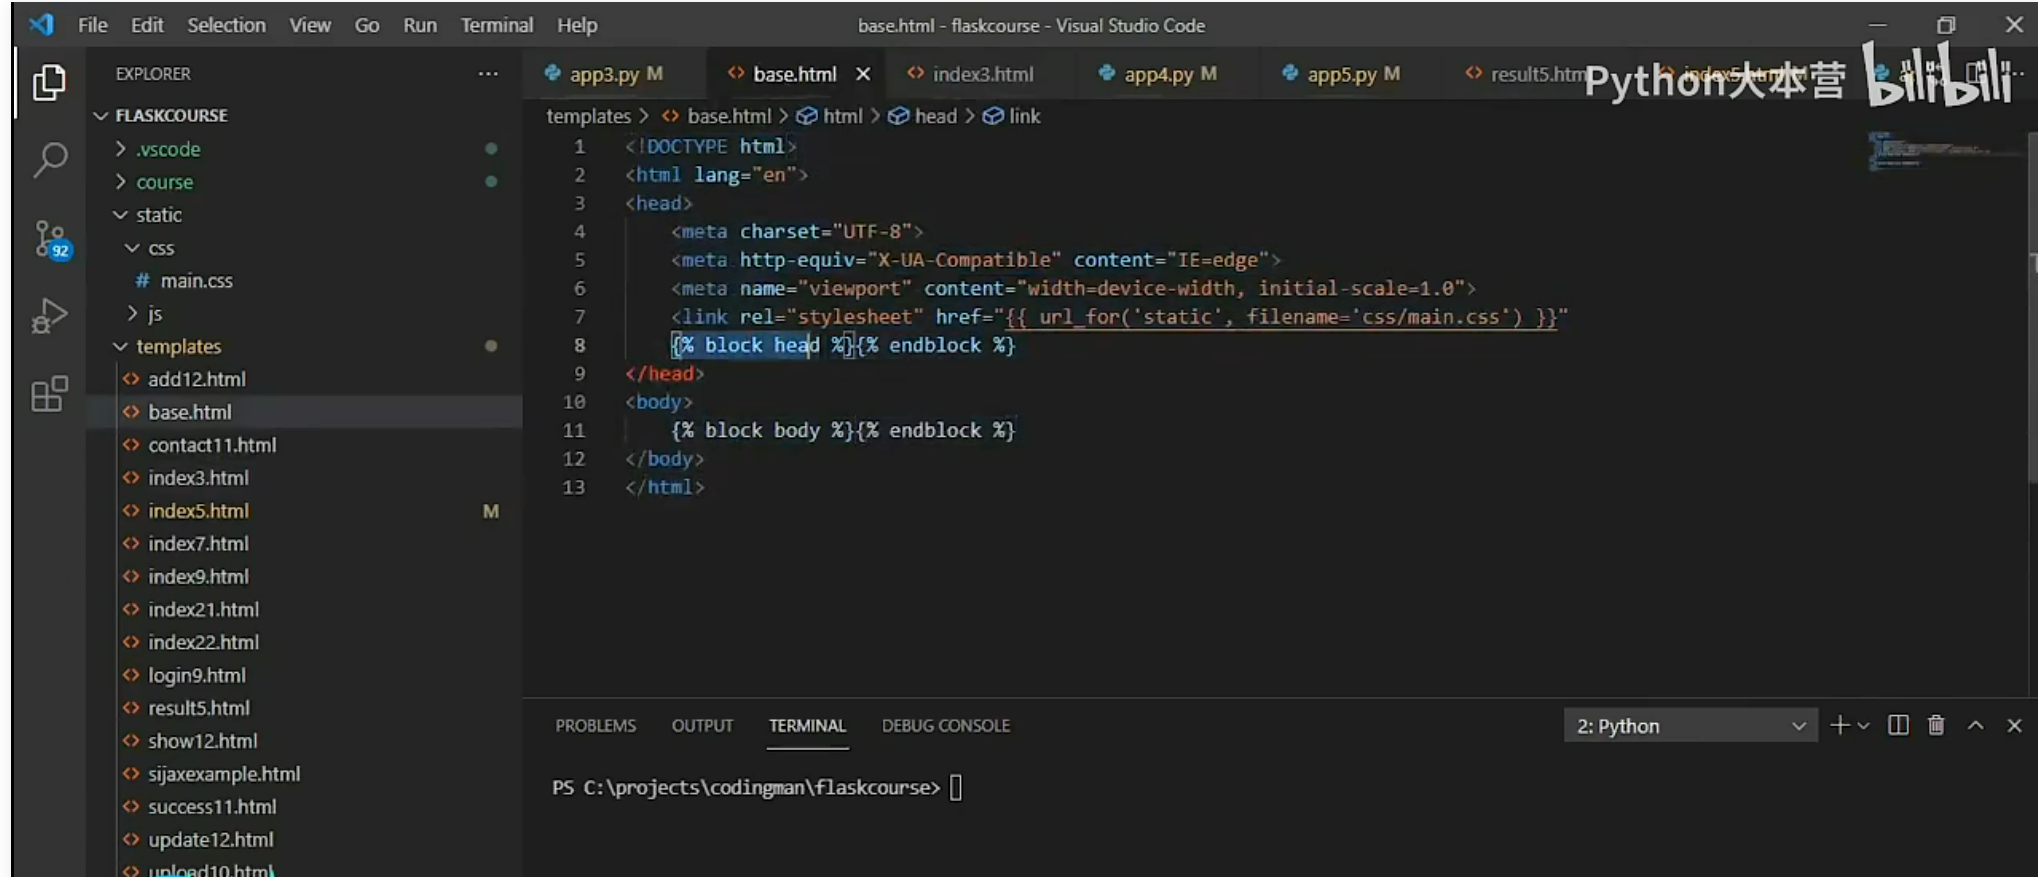 File Edit Selection View Go Run Terminal Help
base.html - flaskcourse - Visual Studio Code
EXPLORER
FLASKCOURSE
.vscode
course
static
css
# main.css
js
templates
add12.html
base.html
contact11.html
index3.html
index5.html M
index7.html
index9.html
index21.html
index22.html
login9.html
result5.html
show12.html
sijaxexample.html
success11.html
update12.html
upload10.html
92
app3.py M base.html index3.html app4.py M app5.py M result5.htm index5.html M
Python大本营 bilibili
templates > base.html > html > head > link
1 <!DOCTYPE html>
2 <html lang="en">
3 <head>
4 <meta charset="UTF-8">
5 <meta http-equiv="X-UA-Compatible" content="IE=edge">
6 <meta name="viewport" content="width=device-width, initial-scale=1.0">
7 <link rel="stylesheet" href="{{ url_for('static', filename='css/main.css') }}"
8 {% block head %}{% endblock %}
9 </head>
10 <body>
11 {% block body %}{% endblock %}
12 </body>
13 </html>
PROBLEMS OUTPUT TERMINAL DEBUG CONSOLE
2: Python
PS C:\projects\codingman\flaskcourse>